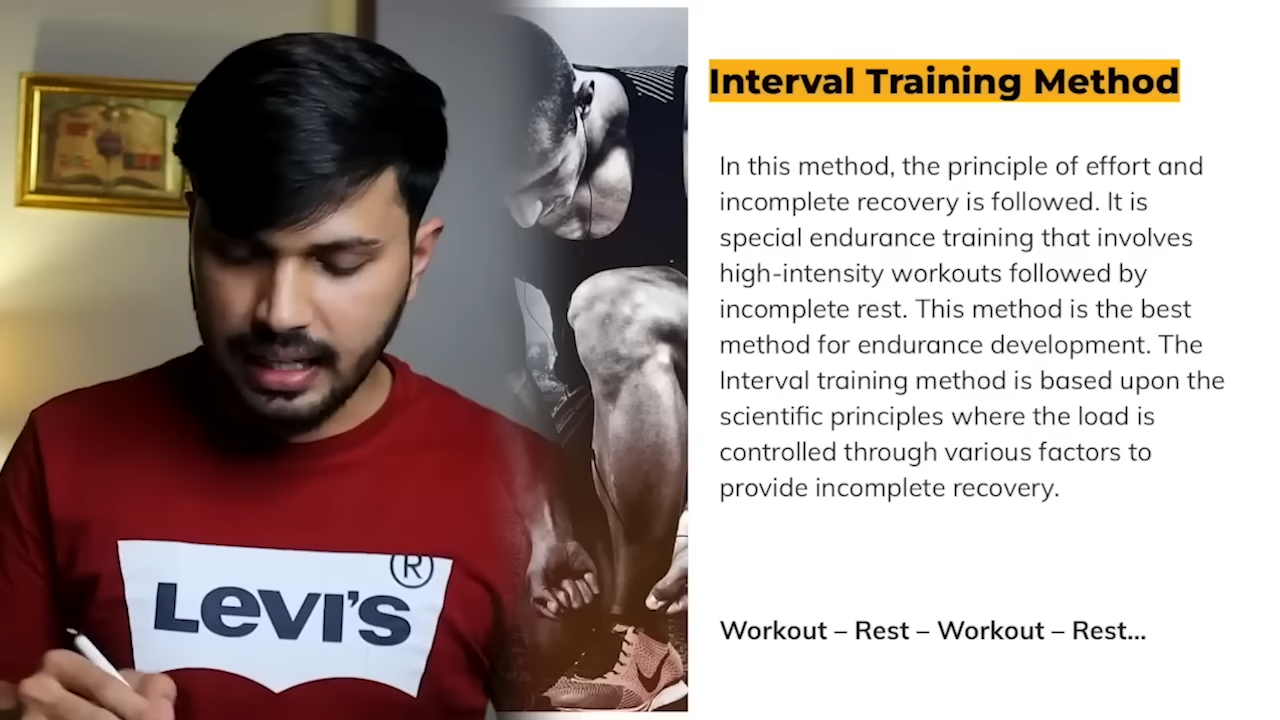 Interval Training Method
In this method, the principle of effort and
incomplete recovery is followed. It is
special endurance training that involves
high-intensity workouts followed by
incomplete rest. This method is the best
method for endurance development. The
Interval training method is based upon the
scientific principles where the load is
controlled through various factors to
provide incomplete recovery.
Workout – Rest – Workout – Rest...
LEVI'S®